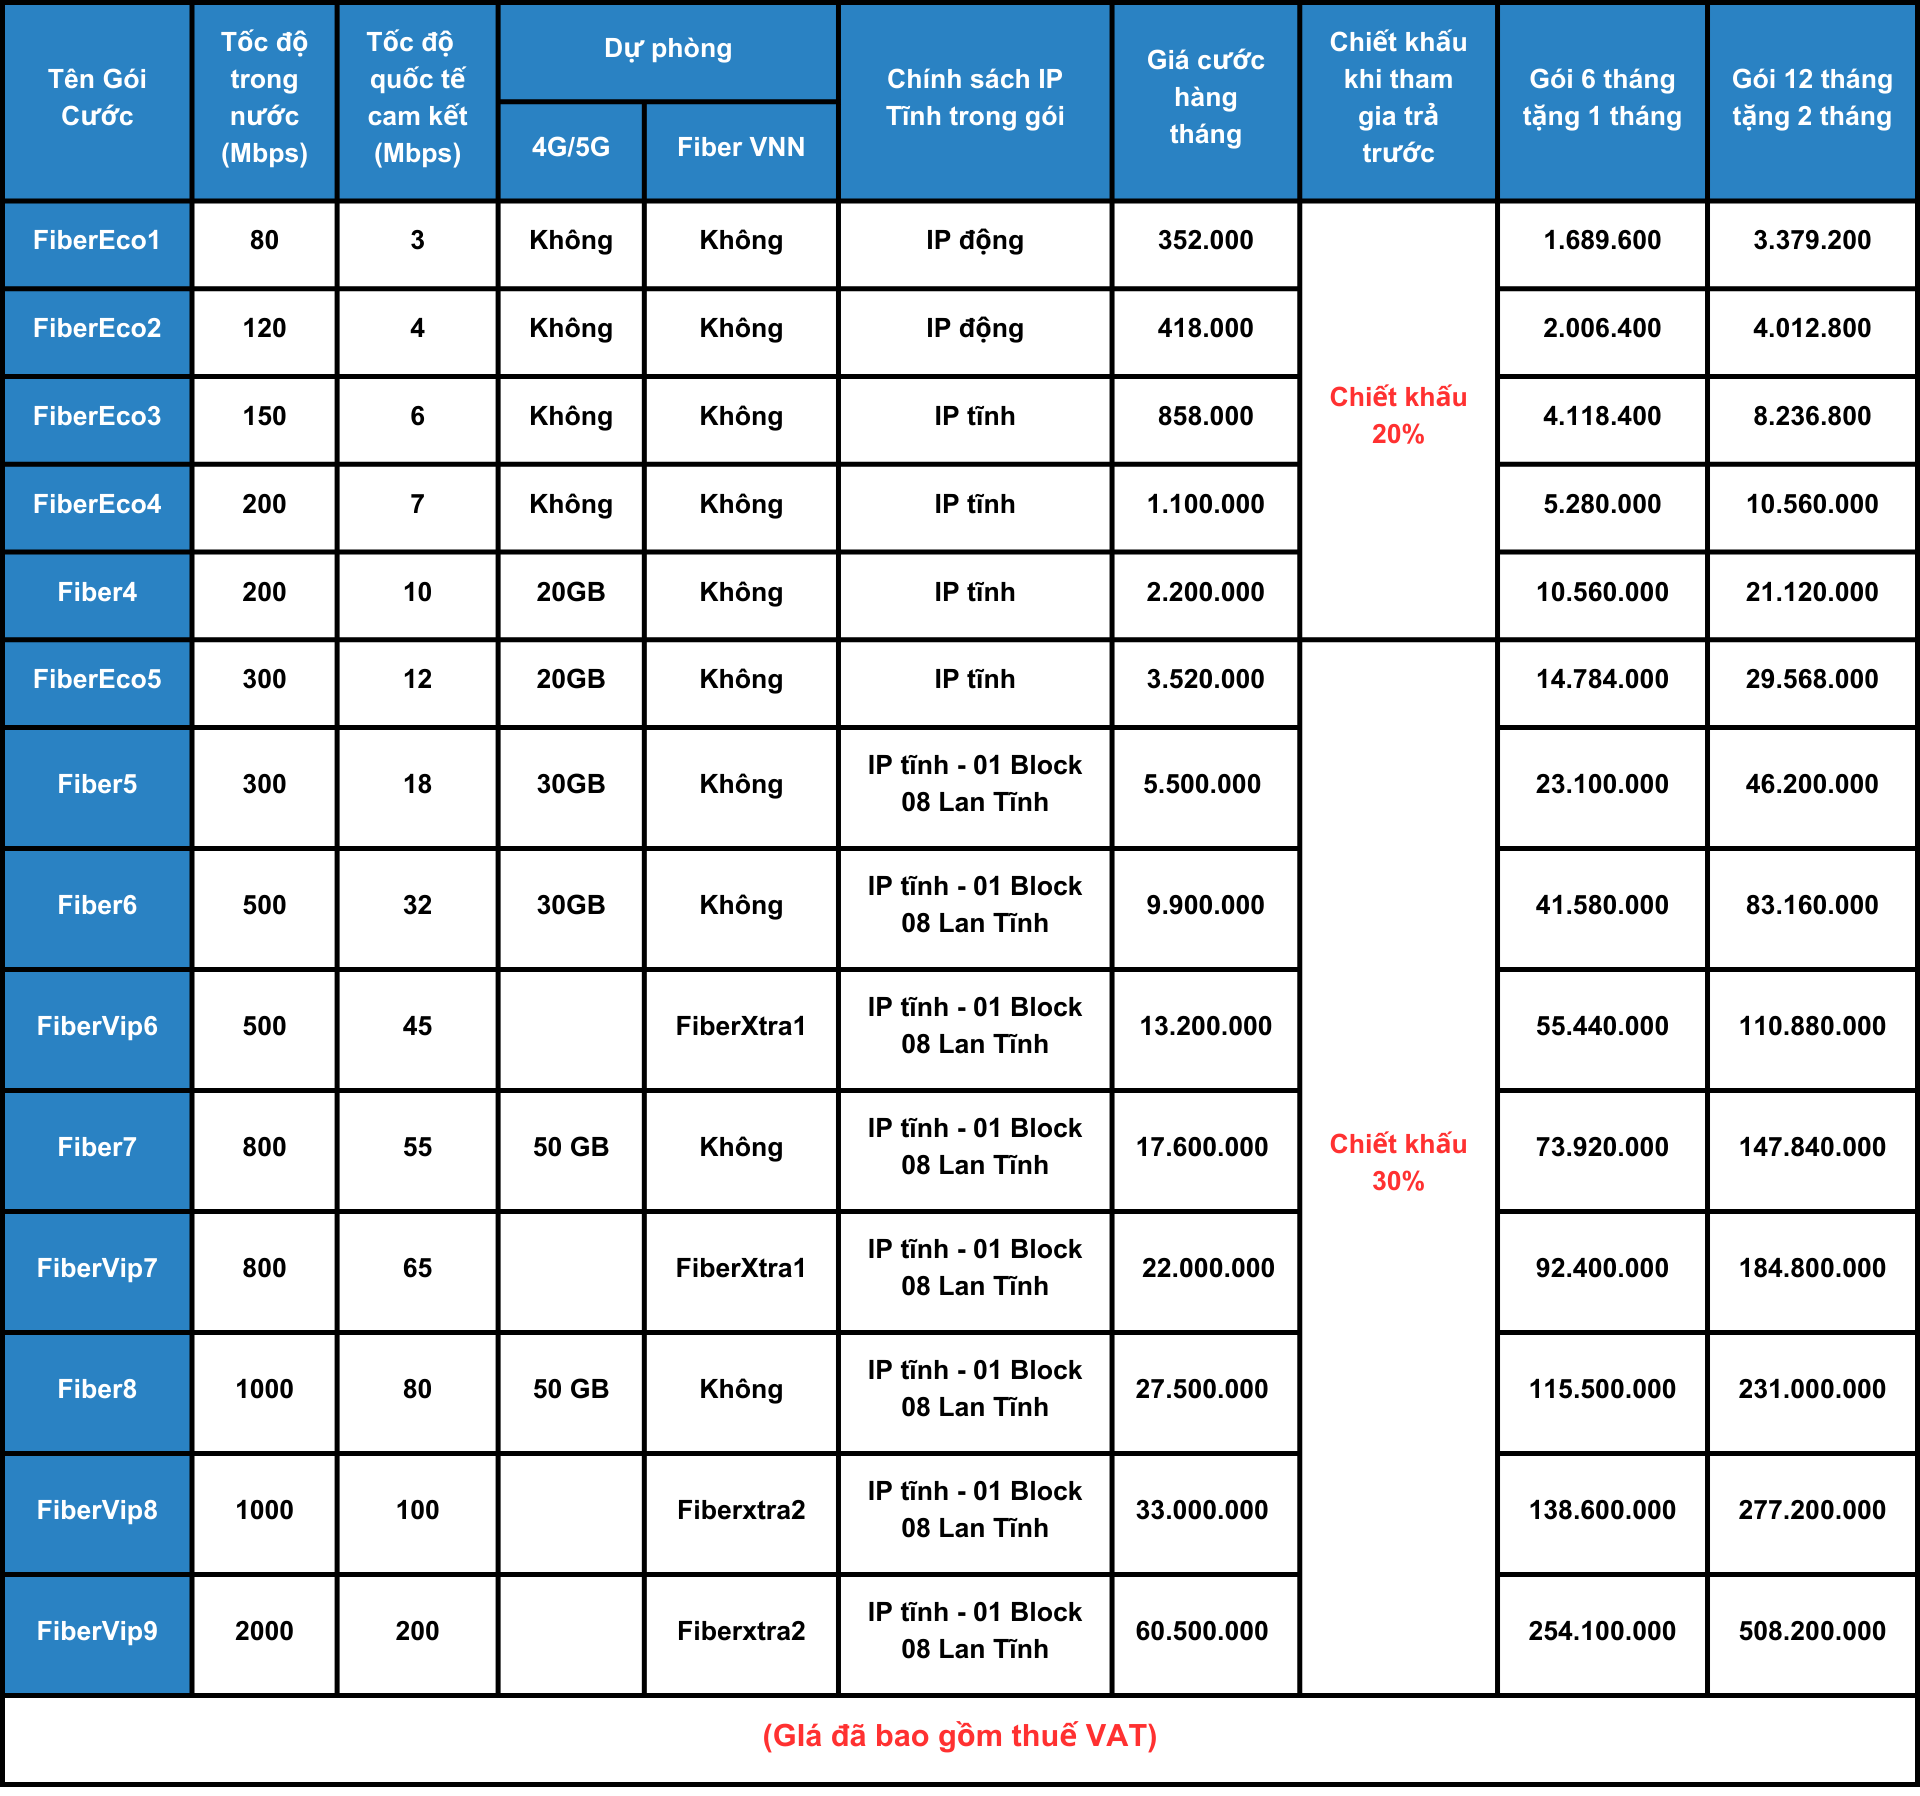 Tên Gói
Cước
Tốc độ
trong
nước
(Mbps)
Tốc độ
quốc tế
cam kết
(Mbps)
Dự phòng
4G/5G
Fiber VNN
Chính sách IP
Tĩnh trong gói
Giá cước
hàng
tháng
Chiết khấu
khi tham
gia trả
trước
Gói 6 tháng
tặng 1 tháng
Gói 12 tháng
tặng 2 tháng
FiberEco1 80 3 Không Không IP động 352.000 1.689.600 3.379.200
FiberEco2 120 4 Không Không IP động 418.000 2.006.400 4.012.800
FiberEco3 150 6 Không Không IP tĩnh 858.000 4.118.400 8.236.800
Chiết khấu
20%
FiberEco4 200 7 Không Không IP tĩnh 1.100.000 5.280.000 10.560.000
Fiber4 200 10 20GB Không IP tĩnh 2.200.000 10.560.000 21.120.000
FiberEco5 300 12 20GB Không IP tĩnh 3.520.000 14.784.000 29.568.000
Fiber5 300 18 30GB Không IP tĩnh - 01 Block
08 Lan Tĩnh
5.500.000 23.100.000 46.200.000
Fiber6 500 32 30GB Không IP tĩnh - 01 Block
08 Lan Tĩnh
9.900.000 41.580.000 83.160.000
FiberVip6 500 45 FiberXtra1 IP tĩnh - 01 Block
08 Lan Tĩnh
13.200.000 55.440.000 110.880.000
Fiber7 800 55 50 GB Không IP tĩnh - 01 Block
08 Lan Tĩnh
17.600.000
Chiết khấu
30%
73.920.000 147.840.000
FiberVip7 800 65 FiberXtra1 IP tĩnh - 01 Block
08 Lan Tĩnh
22.000.000 92.400.000 184.800.000
Fiber8 1000 80 50 GB Không IP tĩnh - 01 Block
08 Lan Tĩnh
27.500.000 115.500.000 231.000.000
FiberVip8 1000 100 Fiberxtra2 IP tĩnh - 01 Block
08 Lan Tĩnh
33.000.000 138.600.000 277.200.000
FiberVip9 2000 200 Fiberxtra2 IP tĩnh - 01 Block
08 Lan Tĩnh
60.500.000 254.100.000 508.200.000
(GIá đã bao gồm thuế VAT)